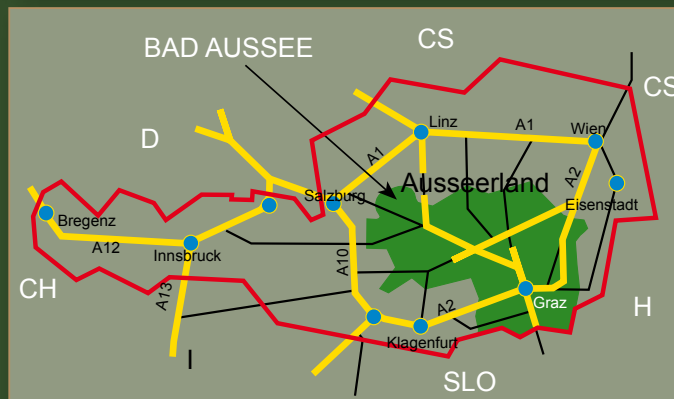 CS
BAD AUSSEE
CS
Linz
A1
Wien
D
A1
A2
Ausseerland
Salzburg
Eisenstadt
Bregenz
A12
Innsbruck
A10
CH
A13
Graz
H
A2
Klagenfurt
I
SLO